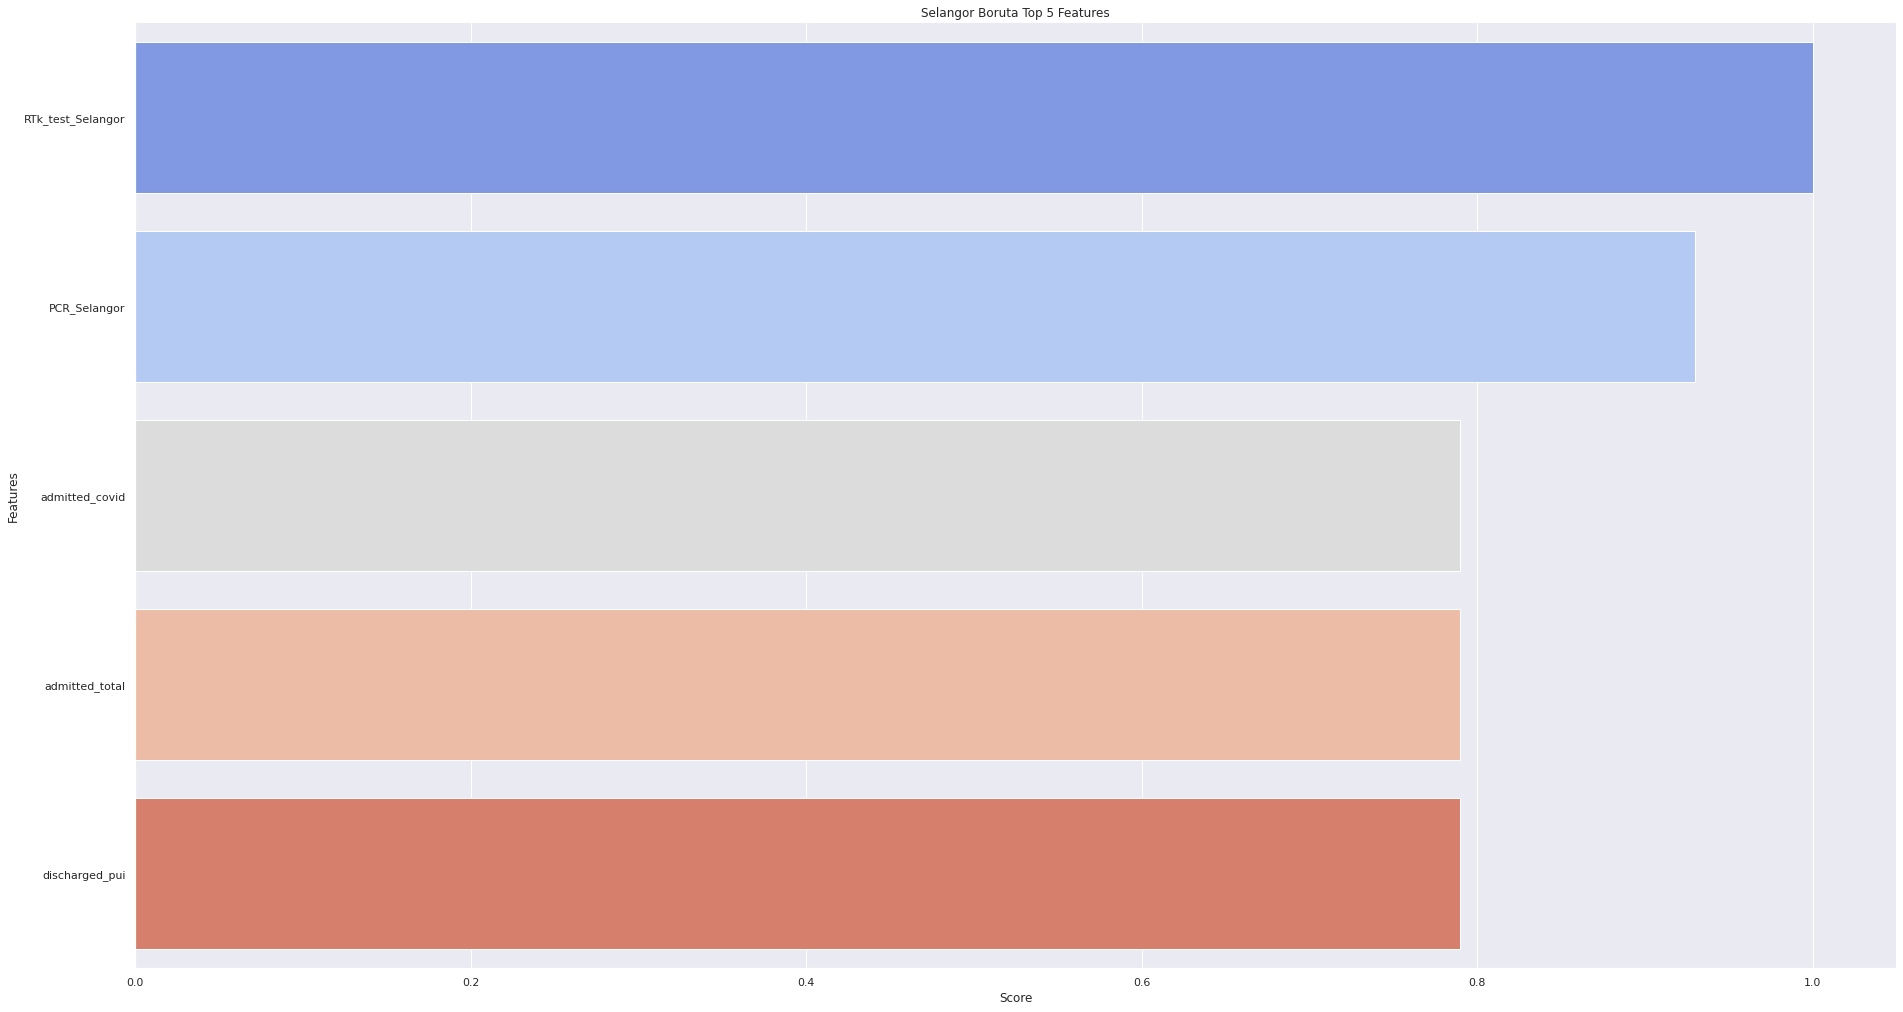 Selangor Boruta Top 5 Features
Features
RTk_test_Selangor
PCR_Selangor
admitted_covid
admitted_total
discharged_pui
0.0 0.2 0.4 0.6 0.8 1.0
Score